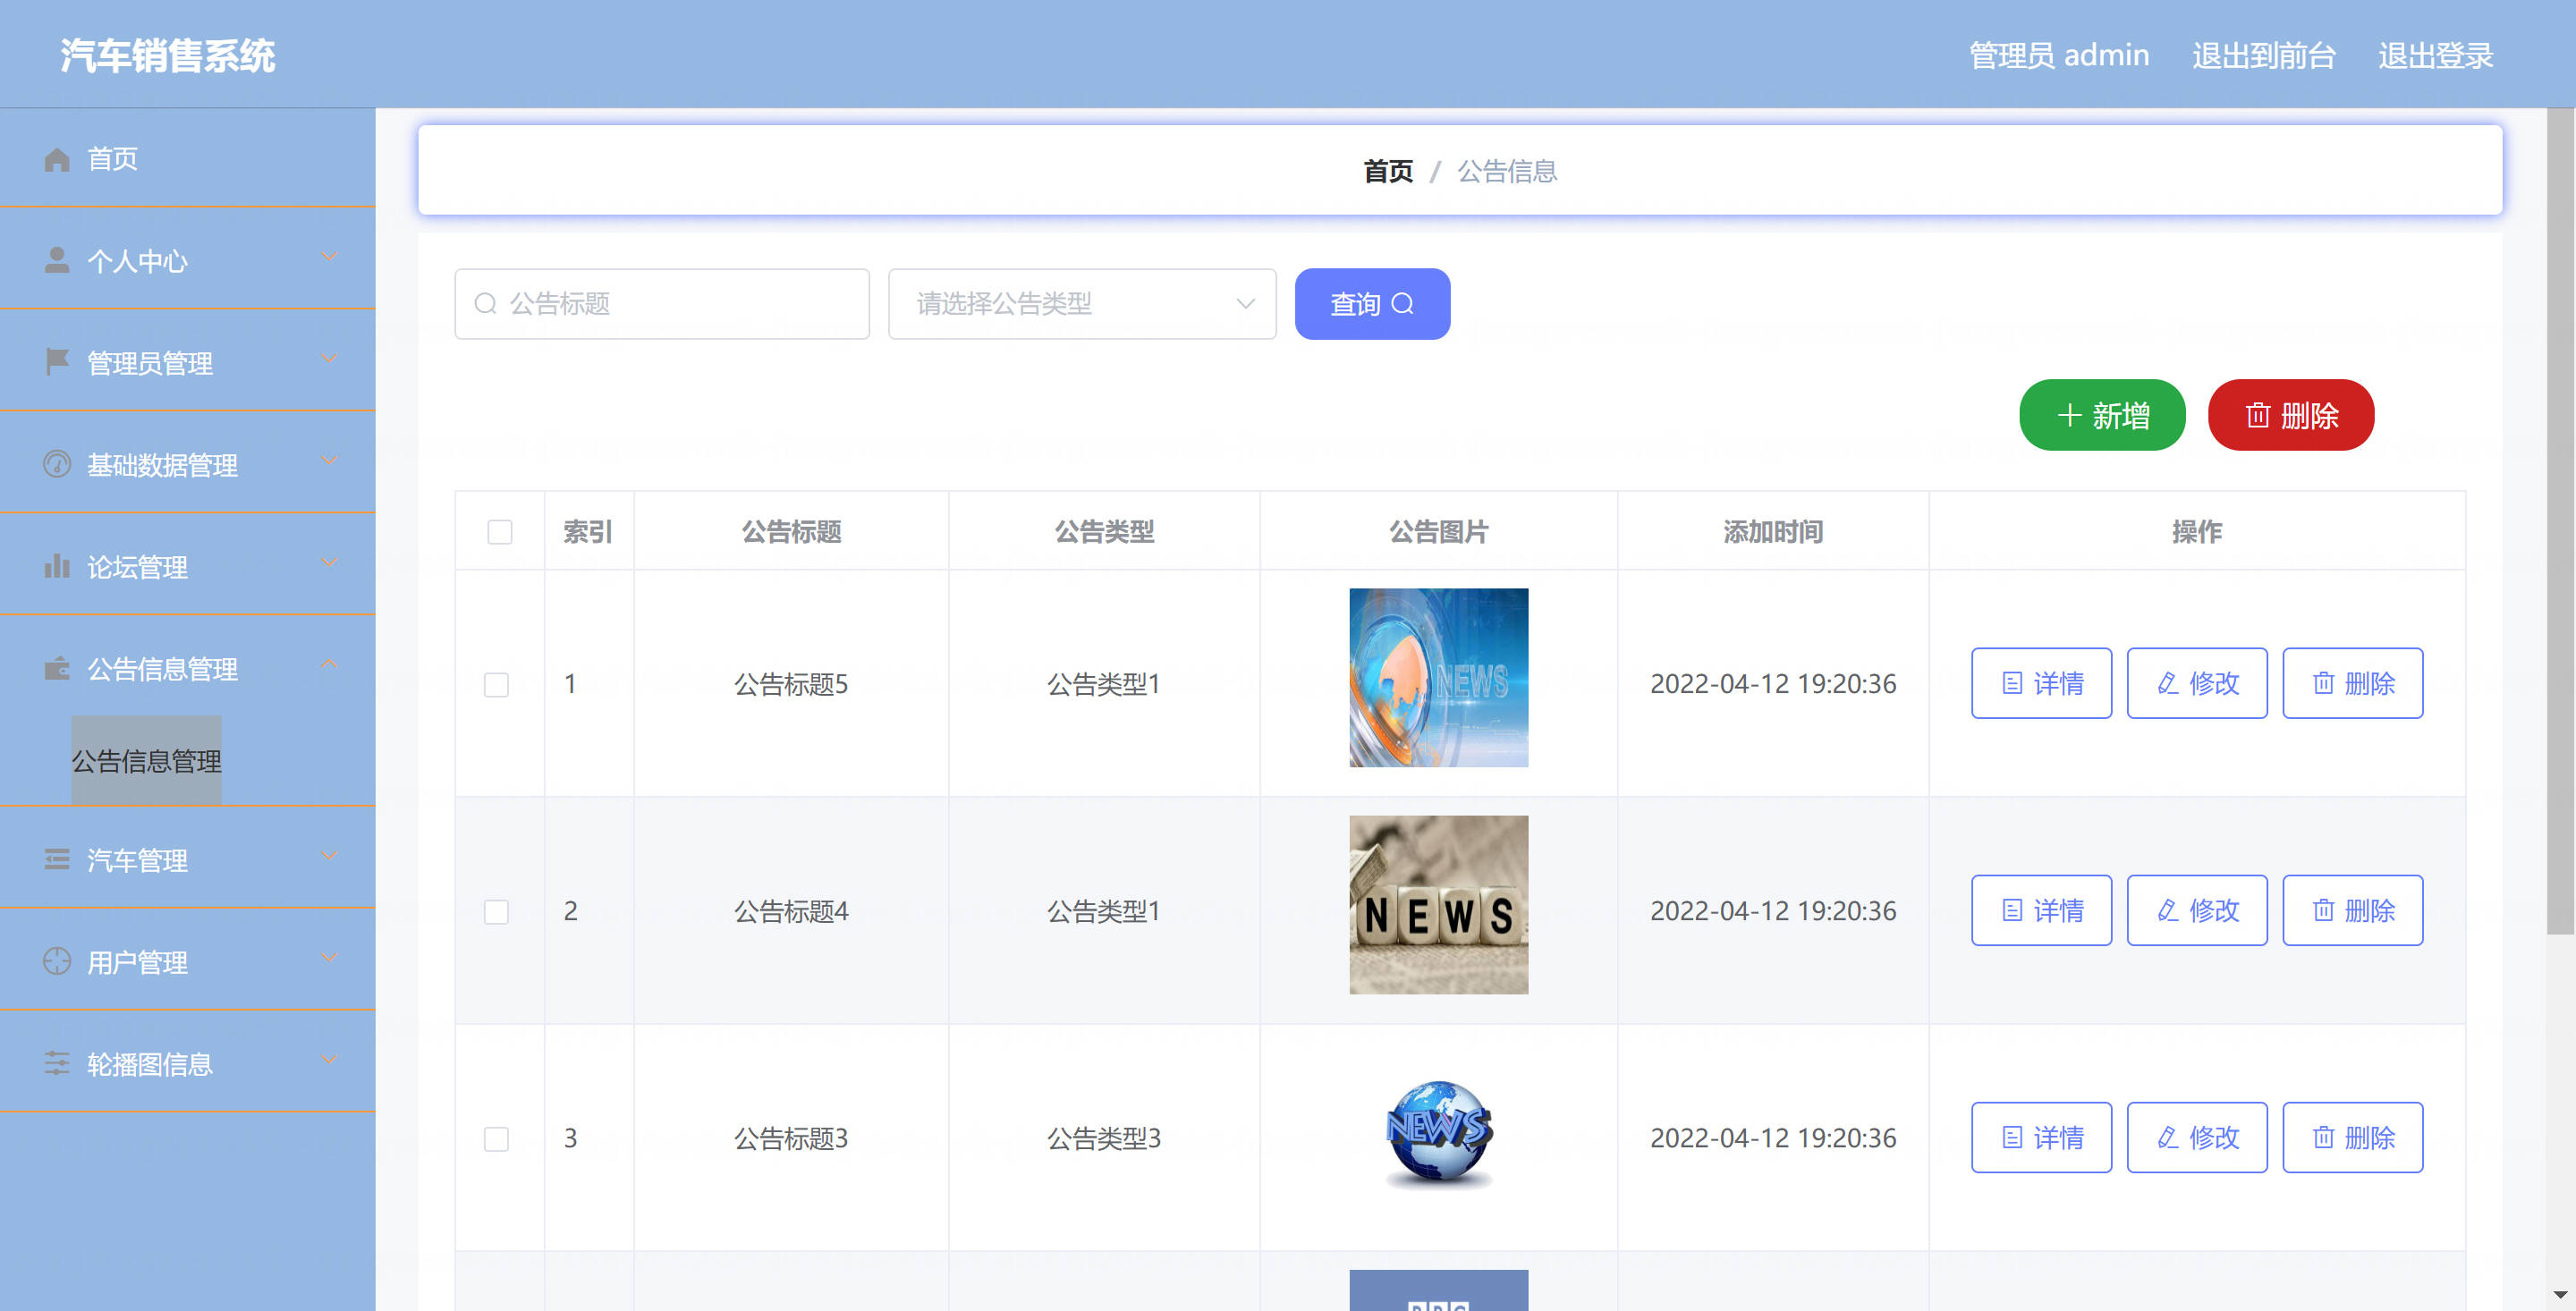 汽车销售系统
管理员 admin 退出到前台 退出登录
首页
个人中心
管理员管理
基础数据管理
论坛管理
公告信息管理
公告信息管理
汽车管理
用户管理
轮播图信息
首页 / 公告信息
公告标题 请选择公告类型 查询
新增 删除
索引 公告标题 公告类型 公告图片 添加时间 操作
1 公告标题5 公告类型1 NEWS 2022-04-12 19:20:36 详情 修改 删除
2 公告标题4 公告类型1 NEWS 2022-04-12 19:20:36 详情 修改 删除
3 公告标题3 公告类型3 NEWS 2022-04-12 19:20:36 详情 修改 删除